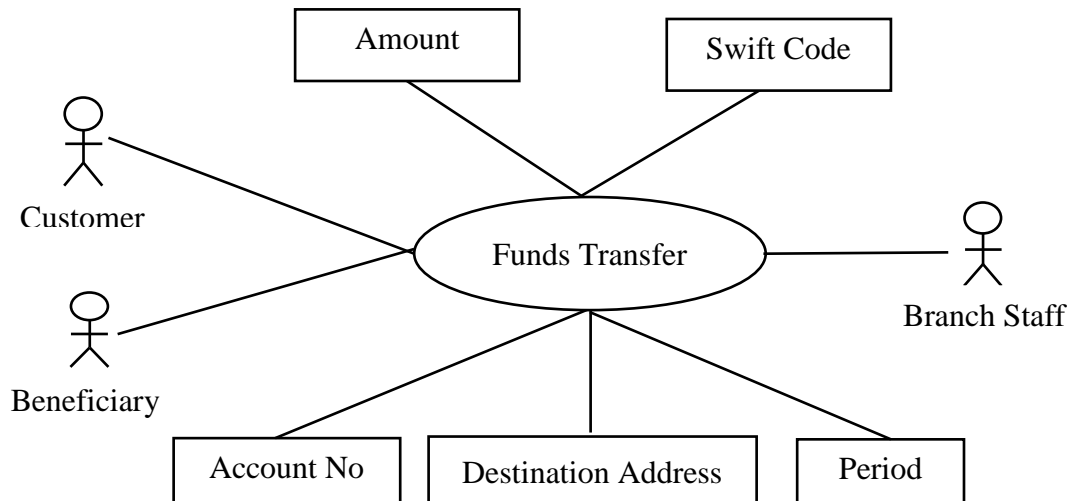 Amount
Swift Code
Customer
Funds Transfer
Branch Staff
Beneficiary
Account No
Destination Address
Period